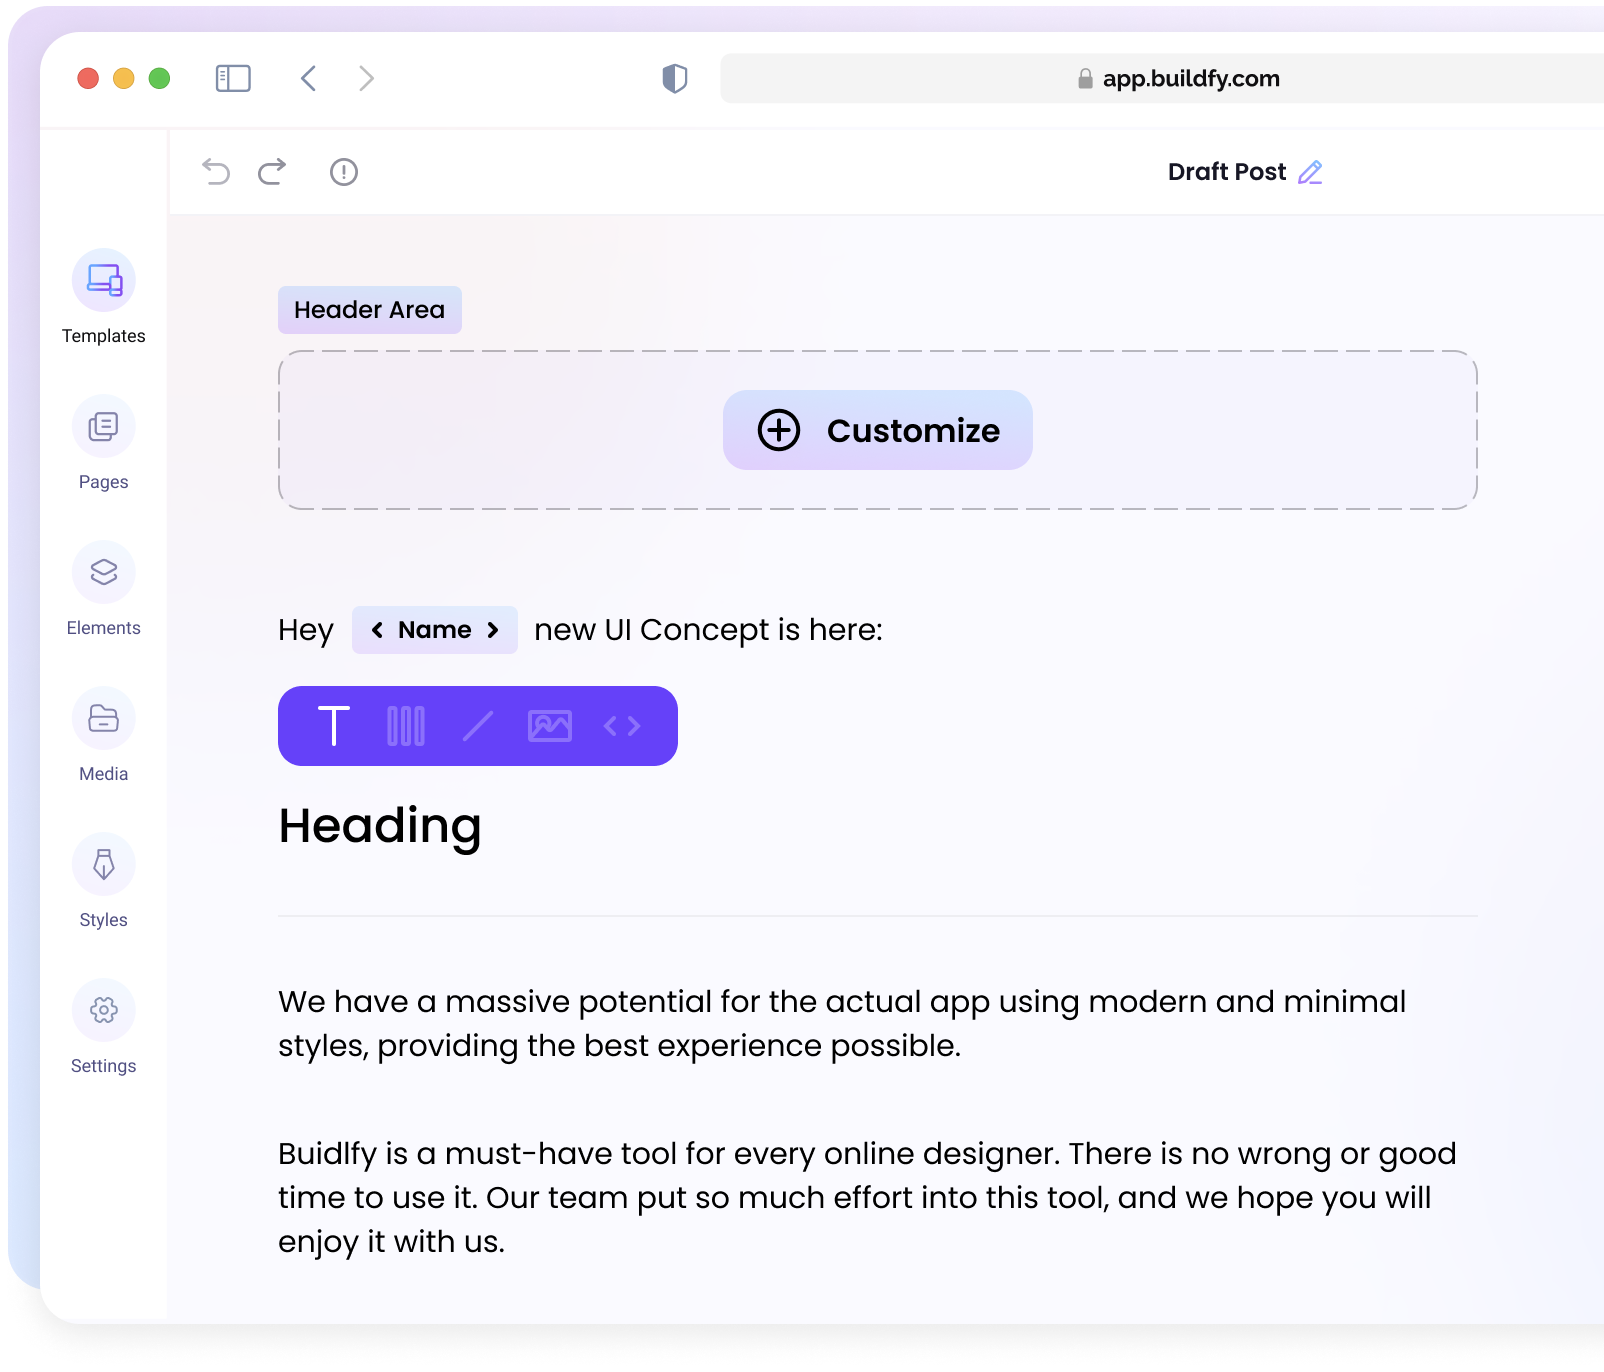 app.buildfy.com
Draft Post
Templates
Pages
Elements
Media
Styles
Settings
Header Area
Customize
Hey < Name > new UI Concept is here:
Heading
We have a massive potential for the actual app using modern and minimal
styles, providing the best experience possible.
Buidlfy is a must-have tool for every online designer. There is no wrong or good
time to use it. Our team put so much effort into this tool, and we hope you will
enjoy it with us.